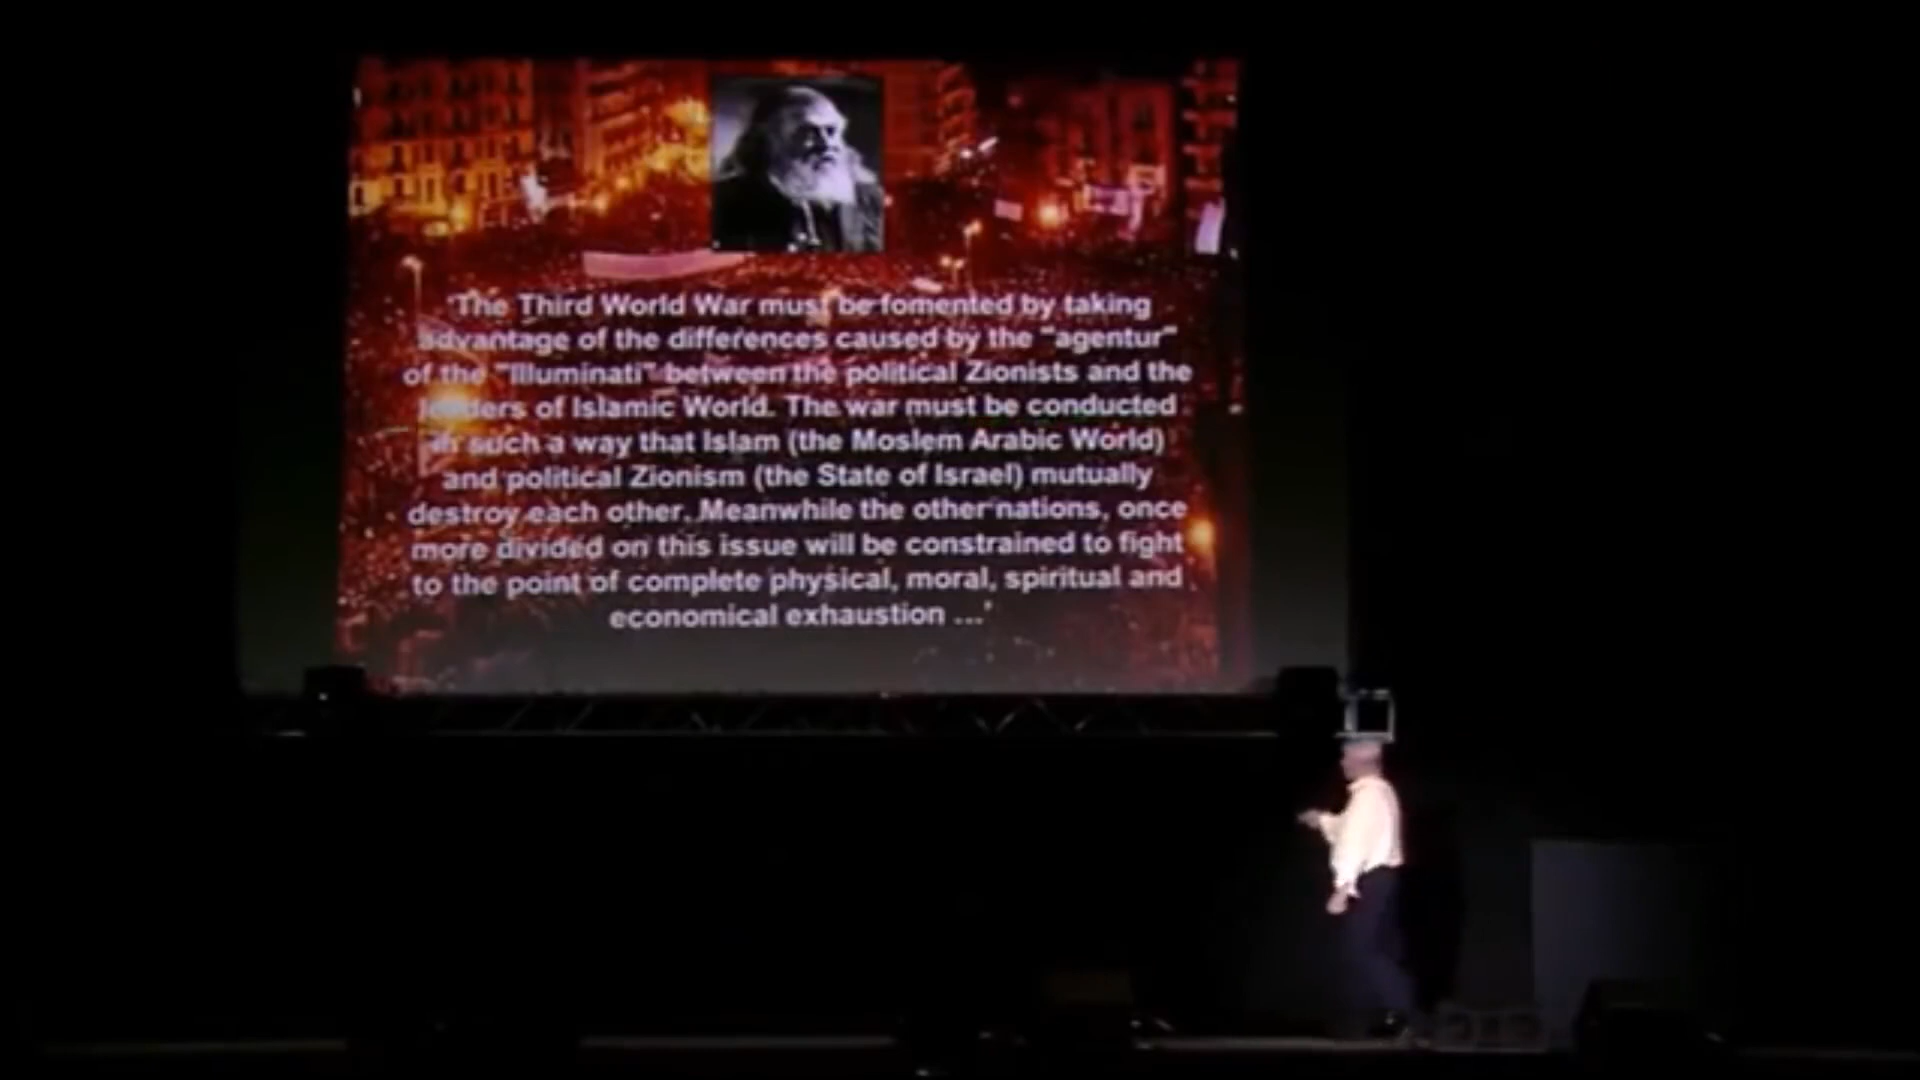 'The Third World War must be fomented by taking
advantage of the differences caused by the "agentur"
of the "Illuminati" between the political Zionists and the
leaders of Islamic World. The war must be conducted
in such a way that Islam (the Moslem Arabic World)
and political Zionism (the State of Israel) mutually
destroy each other. Meanwhile the other nations, once
more divided on this issue will be constrained to fight
to the point of complete physical, moral, spiritual and
economical exhaustion ...'